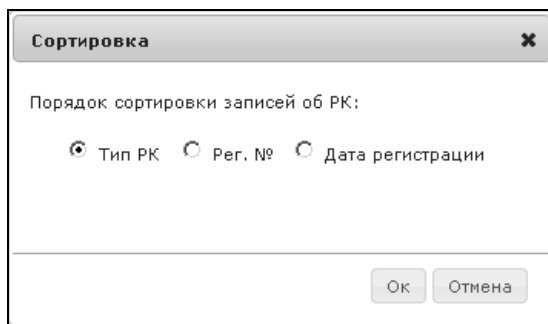 Сортировка
Порядок сортировки записей об РК:
Тип РК Рег. № Дата регистрации
Ок Отмена